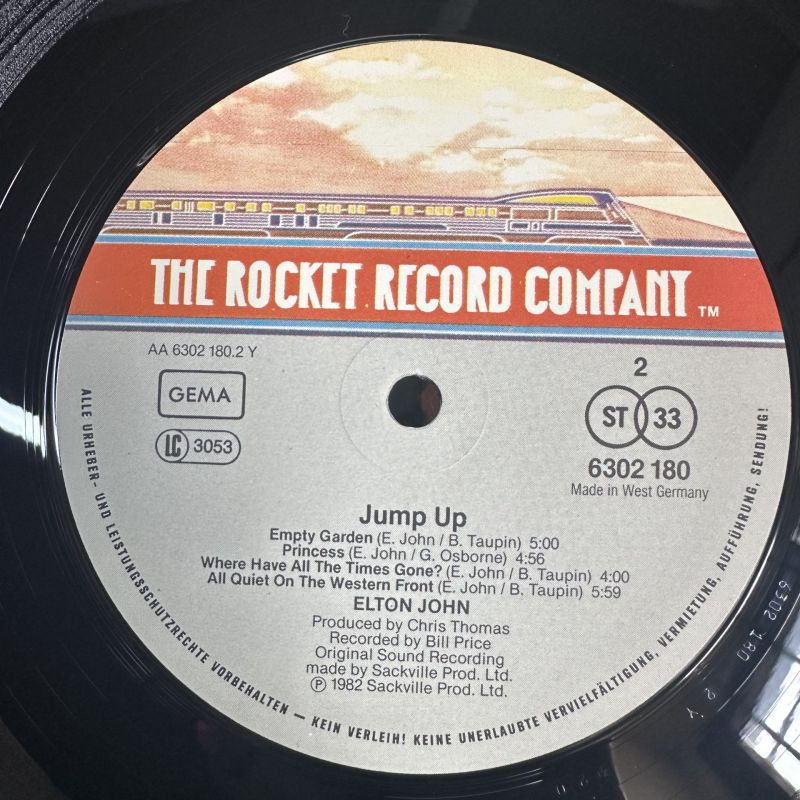 THE ROCKET RECORD COMPANY TM
AA 6302 180.2 Y
GEMA
LC 3053
2
ST 33
6302 180
Made in West Germany
Jump Up
Empty Garden (E. John / B. Taupin) 5:00
Princess (E. John / G. Osborne) 4:56
Where Have All The Times Gone? (E. John / B. Taupin) 4:00
All Quiet On The Western Front (E. John / B. Taupin) 5:59
ELTON JOHN
Produced by Chris Thomas
Recorded by Bill Price
Original Sound Recording
made by Sackville Prod. Ltd.
℗ 1982 Sackville Prod. Ltd.
ALLE URHEBER- UND LEISTUNGSSCHUTZRECHTE VORBEHALTEN — KEIN VERLEIH! KEINE UNERLAUBTE VERVIELFÄLTIGUNG, VERMIETUNG, AUFFÜHRUNG, SENDUNG!
6302 180 2 Y